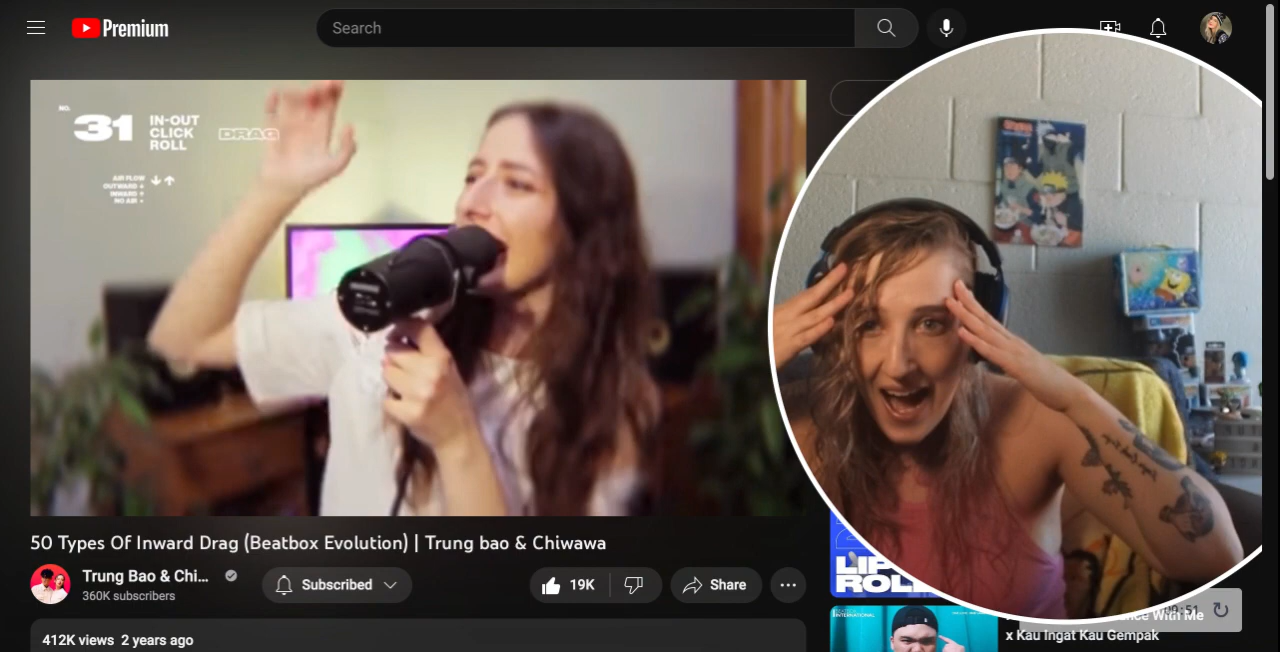 Premium
Search
NO.
31
IN-OUT
CLICK
ROLL
DRAG
AIR FLOW
OUTWARD
INWARD
NO AIR
50 Types Of Inward Drag (Beatbox Evolution) | Trung bao & Chiwawa
Trung Bao & Chi...
360K subscribers
Subscribed
19K
Share
412K views 2 years ago
LIP
ROLL
With Me
x Kau Ingat Kau Gempak